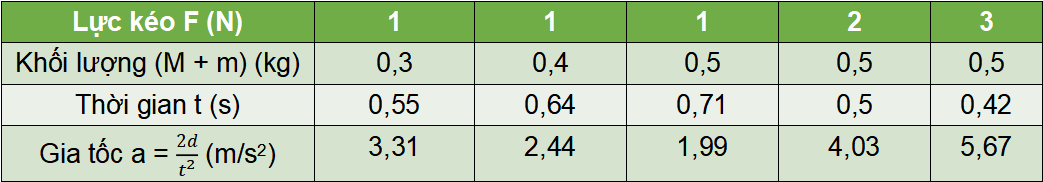 Lực kéo F (N) 1 1 1 2 3
Khối lượng (M + m) (kg) 0,3 0,4 0,5 0,5 0,5
Thời gian t (s) 0,55 0,64 0,71 0,5 0,42
Gia tốc a = 2d/t² (m/s²) 3,31 2,44 1,99 4,03 5,67